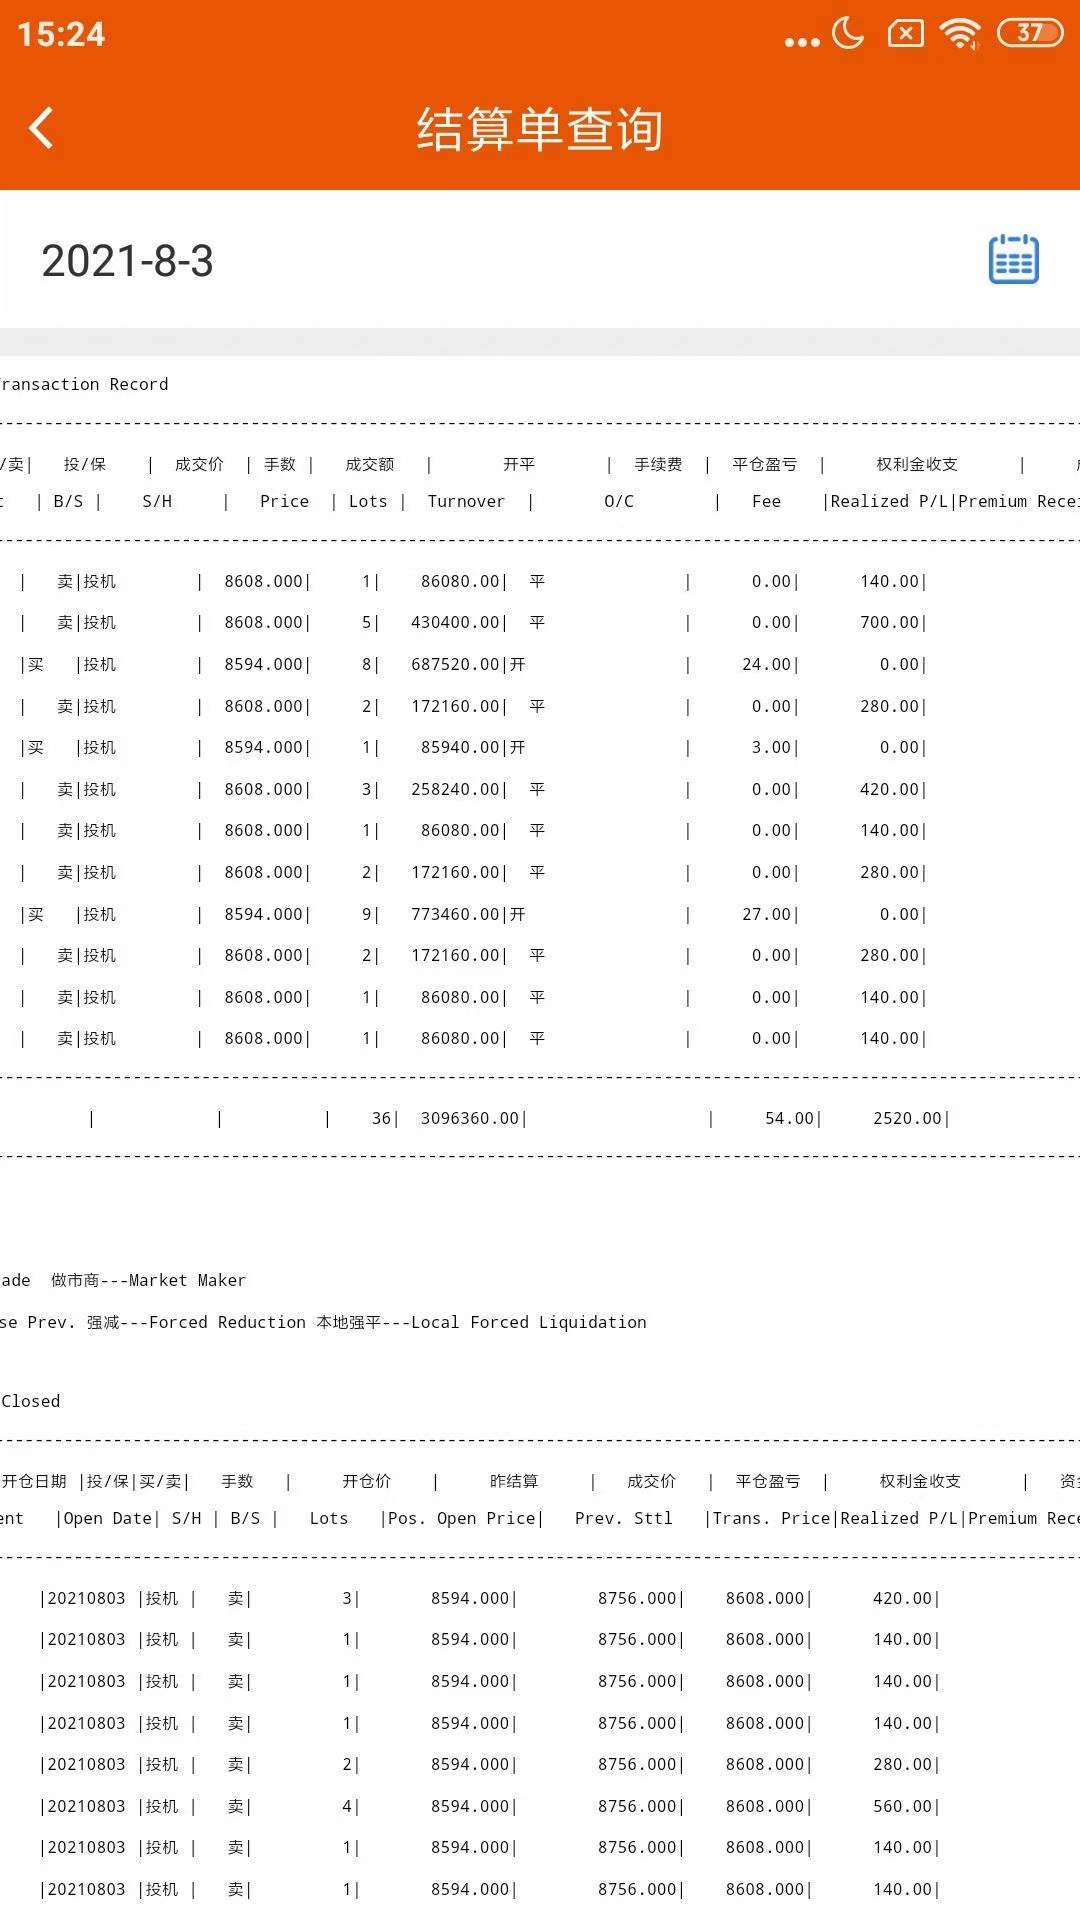 15:24
37
结算单查询
2021-8-3
ransaction Record
/卖| 投/保 | 成交价 | 手数 | 成交额 | 开平 | 手续费 | 平仓盈亏 | 权利金收支 |
| B/S | S/H | Price | Lots | Turnover | O/C | Fee |Realized P/L|Premium Recei
| 卖|投机 | 8608.000| 1| 86080.00| 平 | 0.00| 140.00|
| 卖|投机 | 8608.000| 5| 430400.00| 平 | 0.00| 700.00|
|买 |投机 | 8594.000| 8| 687520.00|开 | 24.00| 0.00|
| 卖|投机 | 8608.000| 2| 172160.00| 平 | 0.00| 280.00|
|买 |投机 | 8594.000| 1| 85940.00|开 | 3.00| 0.00|
| 卖|投机 | 8608.000| 3| 258240.00| 平 | 0.00| 420.00|
| 卖|投机 | 8608.000| 1| 86080.00| 平 | 0.00| 140.00|
| 卖|投机 | 8608.000| 2| 172160.00| 平 | 0.00| 280.00|
|买 |投机 | 8594.000| 9| 773460.00|开 | 27.00| 0.00|
| 卖|投机 | 8608.000| 2| 172160.00| 平 | 0.00| 280.00|
| 卖|投机 | 8608.000| 1| 86080.00| 平 | 0.00| 140.00|
| 卖|投机 | 8608.000| 1| 86080.00| 平 | 0.00| 140.00|
| | | 36| 3096360.00| | 54.00| 2520.00|
ade 做市商---Market Maker
se Prev. 强减---Forced Reduction 本地强平---Local Forced Liquidation
Closed
开仓日期 |投/保|买/卖| 手数 | 开仓价 | 昨结算 | 成交价 | 平仓盈亏 | 权利金收支 | 资
ent |Open Date| S/H | B/S | Lots |Pos. Open Price| Prev. Sttl |Trans. Price|Realized P/L|Premium Rece
|20210803 |投机 | 卖| 3| 8594.000| 8756.000| 8608.000| 420.00|
|20210803 |投机 | 卖| 1| 8594.000| 8756.000| 8608.000| 140.00|
|20210803 |投机 | 卖| 1| 8594.000| 8756.000| 8608.000| 140.00|
|20210803 |投机 | 卖| 1| 8594.000| 8756.000| 8608.000| 140.00|
|20210803 |投机 | 卖| 2| 8594.000| 8756.000| 8608.000| 280.00|
|20210803 |投机 | 卖| 4| 8594.000| 8756.000| 8608.000| 560.00|
|20210803 |投机 | 卖| 1| 8594.000| 8756.000| 8608.000| 140.00|
|20210803 |投机 | 卖| 1| 8594.000| 8756.000| 8608.000| 140.00|